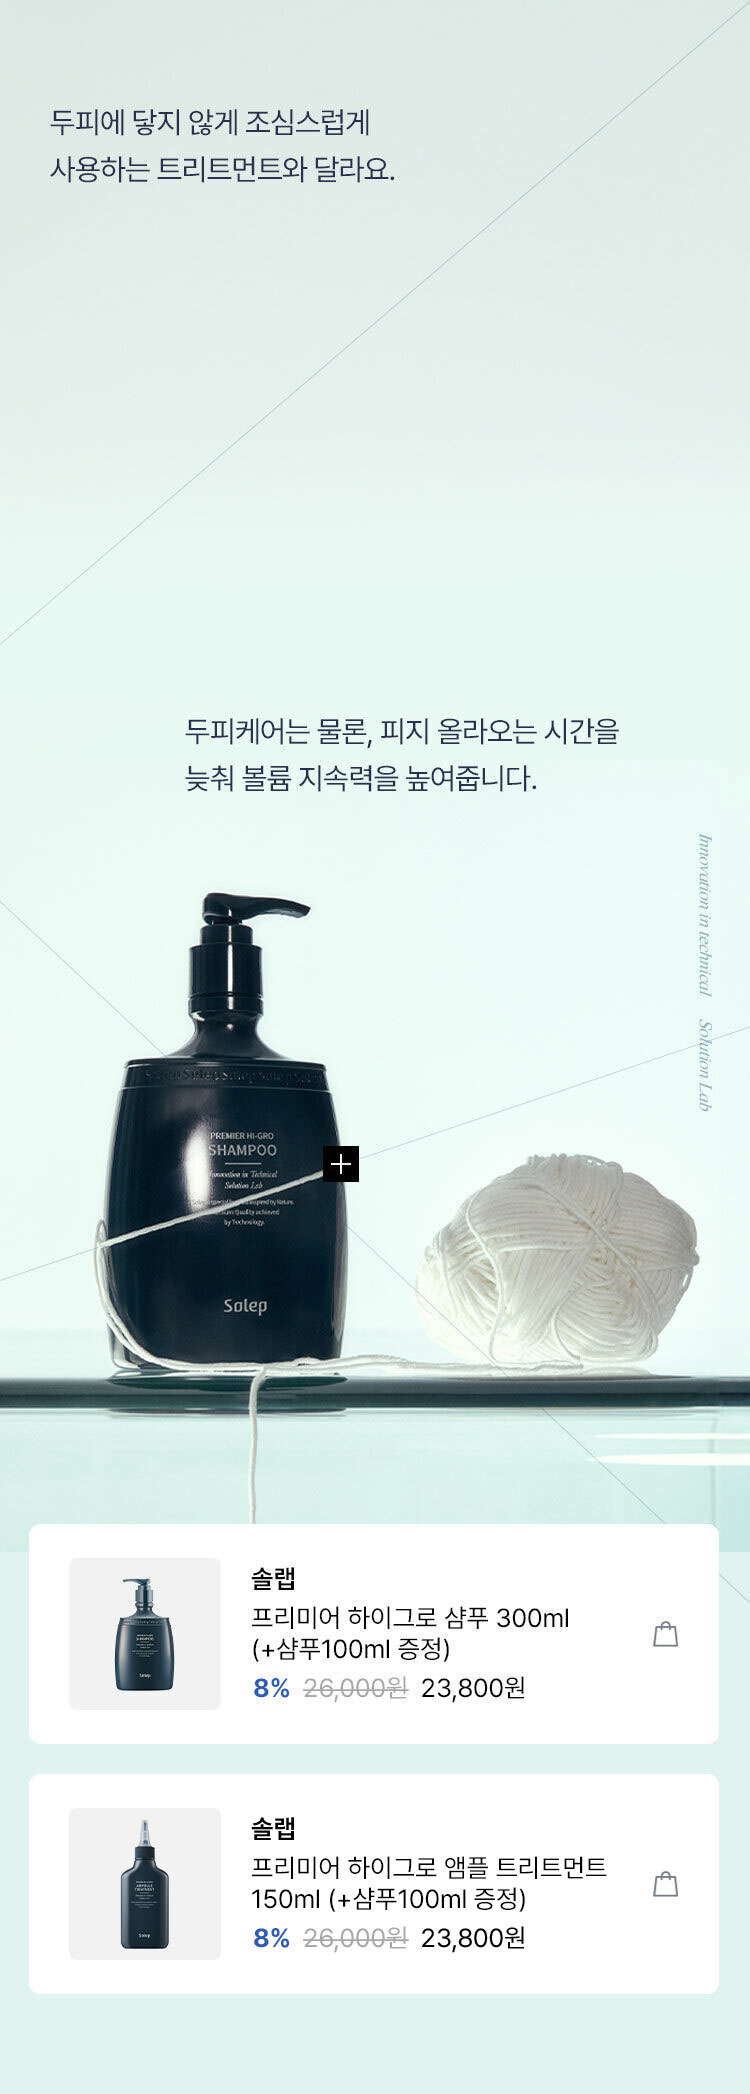 두피에 닿지 않게 조심스럽게
사용하는 트리트먼트와 달라요.
두피케어는 물론, 피지 올라오는 시간을
늦춰 볼륨 지속력을 높여줍니다.
Innovation in technical Solution Lab
PREMIER HI-GRO
SHAMPOO
Innovation in Technical
Solution Lab
by Technology.
Solep
솔랩
프리미어 하이그로 샴푸 300ml
(+샴푸100ml 증정)
8% 26,000원 23,800원
솔랩
프리미어 하이그로 앰플 트리트먼트
150ml (+샴푸100ml 증정)
8% 26,000원 23,800원